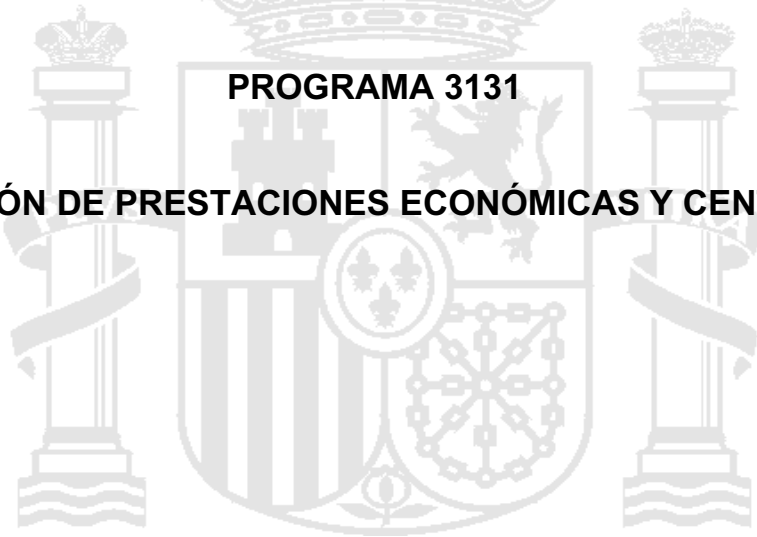 PROGRAMA 3131
ÓN DE PRESTACIONES ECONÓMICAS Y CEN